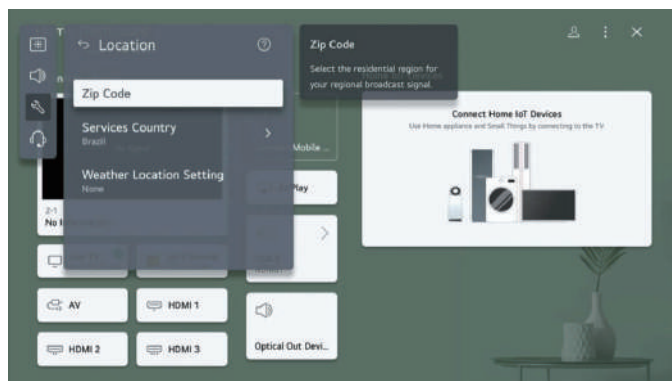 Location
Zip Code
Services Country
Brazil
Weather Location Setting
None
Zip Code
Select the residential region for
your regional broadcast signal.
Mobile ...
Play
2-1
No
AV
HDMI 1
HDMI 2
HDMI 3
Optical Out Devi...
Connect Home IoT Devices
Use Home appliance and Small Things by connecting to the TV.